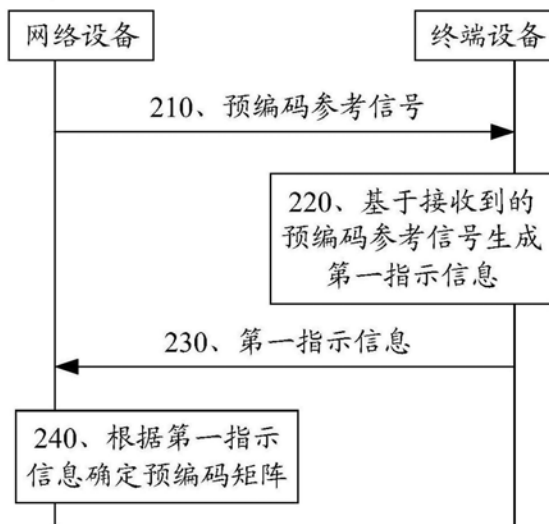 网络设备
终端设备
210、预编码参考信号
220、基于接收到的
预编码参考信号生成
第一指示信息
230、第一指示信息
240、根据第一指示
信息确定预编码矩阵